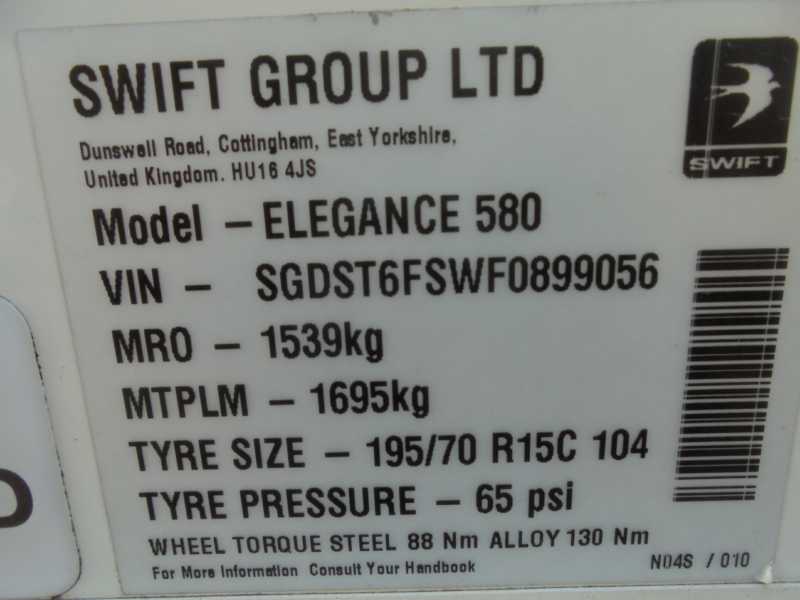 SWIFT GROUP LTD
Dunswell Road, Cottingham, East Yorkshire,
United Kingdom. HU16 4JS
SWIFT
Model - ELEGANCE 580
VIN - SGDST6FSWF0899056
MRO - 1539kg
MTPLM - 1695kg
TYRE SIZE - 195/70 R15C 104
TYRE PRESSURE - 65 psi
WHEEL TORQUE STEEL 88 Nm ALLOY 130 Nm
For More Information Consult Your Handbook
N04S / 010